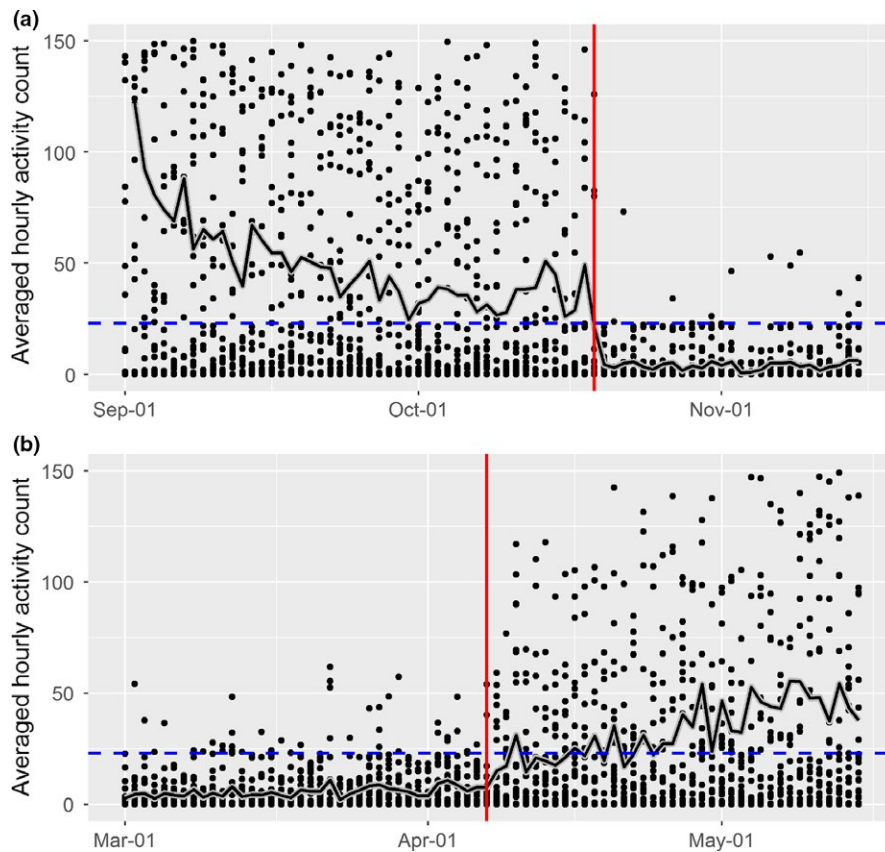 (a)
Averaged hourly activity count
150
100
50
0
Sep-01
Oct-01
Nov-01
(b)
Averaged hourly activity count
150
100
50
0
Mar-01
Apr-01
May-01